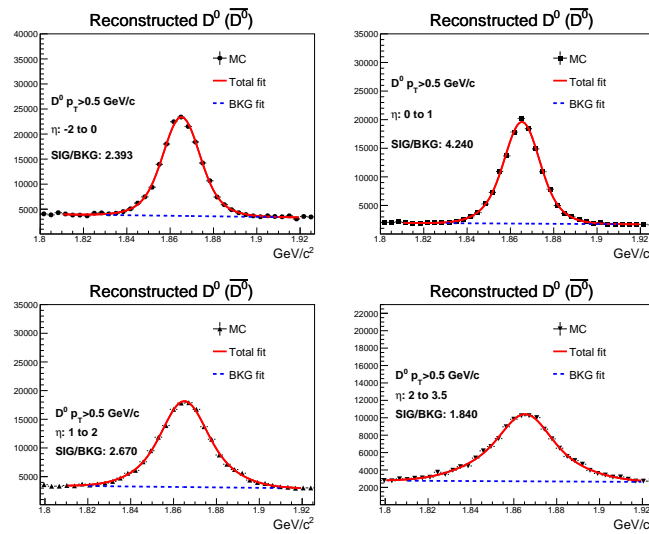 Reconstructed D⁰ (D̅⁰)
40000
35000
30000
25000
20000
15000
10000
5000
0
1.8 1.82 1.84 1.86 1.88 1.9 1.92
GeV/c²
MC
Total fit
BKG fit
D⁰ p_T>0.5 GeV/c
η: -2 to 0
SIG/BKG: 2.393
Reconstructed D⁰ (D̅⁰)
35000
30000
25000
20000
15000
10000
5000
0
1.8 1.82 1.84 1.86 1.88 1.9 1.92
GeV/c²
MC
Total fit
BKG fit
D⁰ p_T>0.5 GeV/c
η: 0 to 1
SIG/BKG: 4.240
Reconstructed D⁰ (D̅⁰)
35000
30000
25000
20000
15000
10000
5000
0
1.8 1.82 1.84 1.86 1.88 1.9 1.92
GeV/c²
MC
Total fit
BKG fit
D⁰ p_T>0.5 GeV/c
η: 1 to 2
SIG/BKG: 2.670
Reconstructed D⁰ (D̅⁰)
22000
20000
18000
16000
14000
12000
10000
8000
6000
4000
2000
0
1.8 1.82 1.84 1.86 1.88 1.9 1.92
GeV/c²
MC
Total fit
BKG fit
D⁰ p_T>0.5 GeV/c
η: 2 to 3.5
SIG/BKG: 1.840